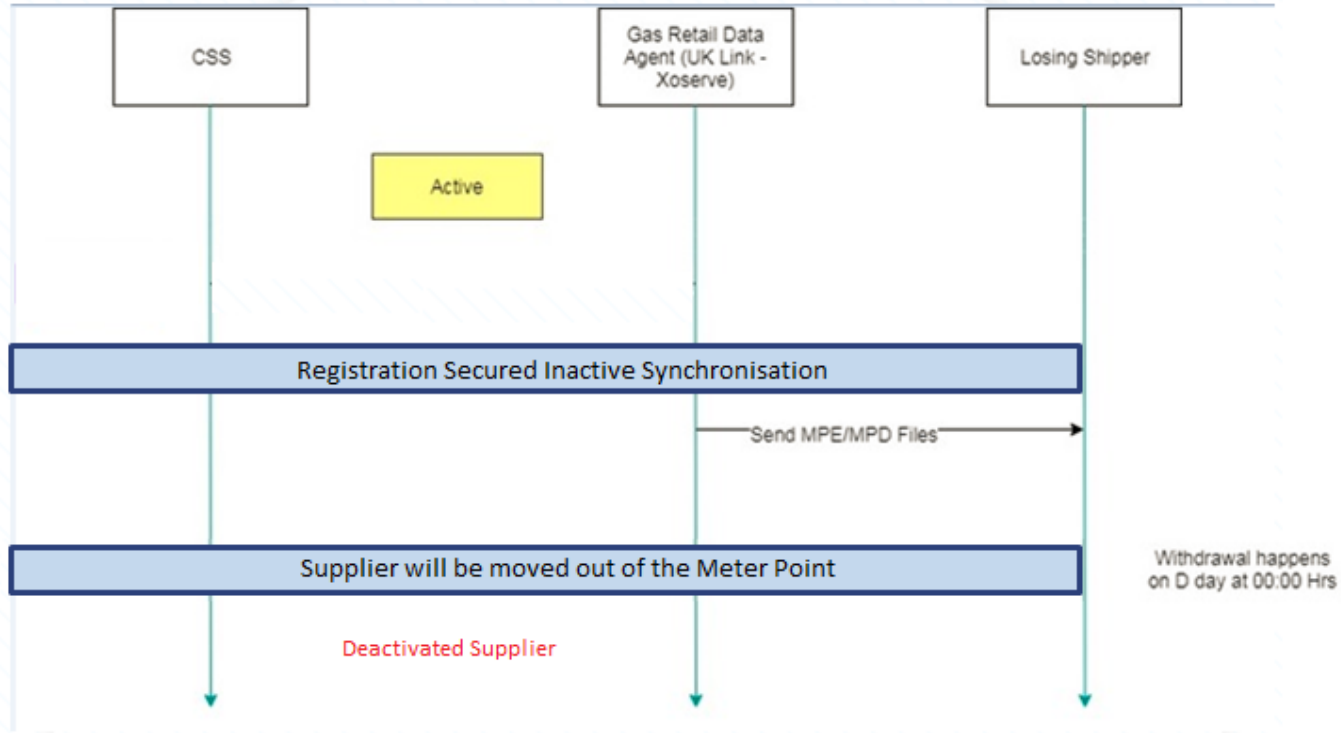 CSS
Gas Retail Data
Agent (UK Link -
Xoserve)
Losing Shipper
Active
Registration Secured Inactive Synchronisation
Send MPE/MPD Files
Supplier will be moved out of the Meter Point
Withdrawal happens
on D day at 00:00 Hrs
Deactivated Supplier